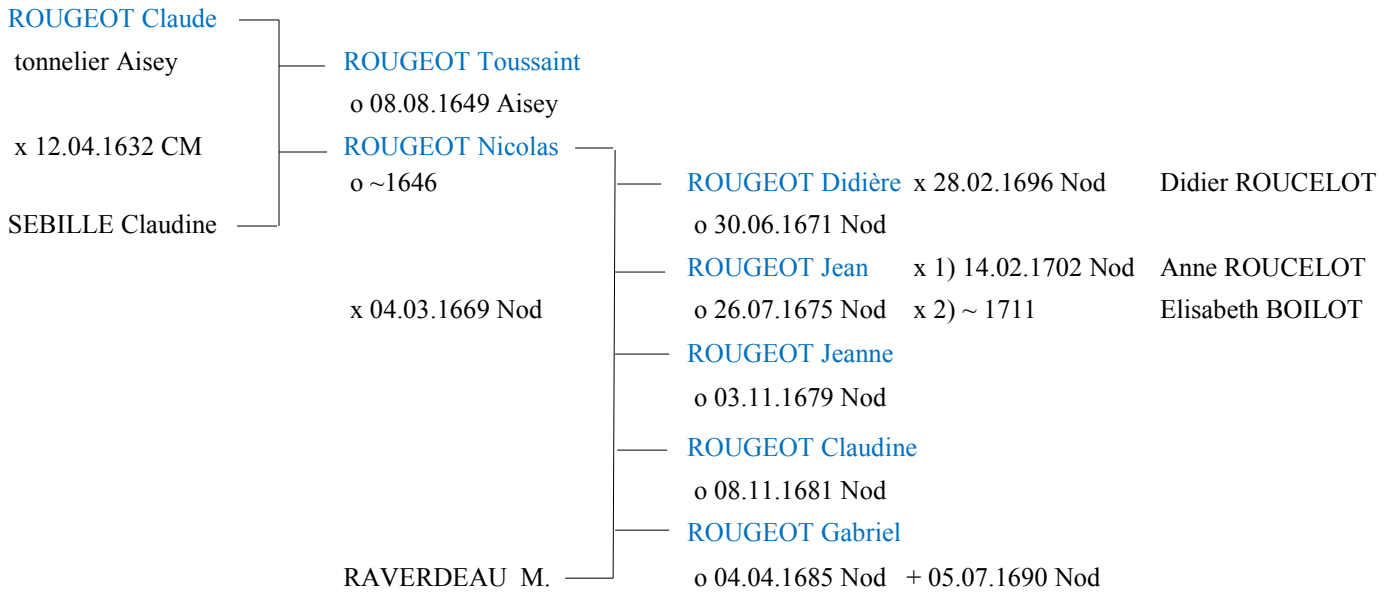 ROUGEOT Claude
tonnelier Aisey
ROUGEOT Toussaint
o 08.08.1649 Aisey
x 12.04.1632 CM
ROUGEOT Nicolas
o ~1646
ROUGEOT Didière x 28.02.1696 Nod Didier ROUCELOT
SEBILLE Claudine
o 30.06.1671 Nod
ROUGEOT Jean x 1) 14.02.1702 Nod Anne ROUCELOT
x 04.03.1669 Nod
o 26.07.1675 Nod x 2) ~ 1711 Elisabeth BOILOT
ROUGEOT Jeanne
o 03.11.1679 Nod
ROUGEOT Claudine
o 08.11.1681 Nod
ROUGEOT Gabriel
RAVERDEAU M.
o 04.04.1685 Nod + 05.07.1690 Nod